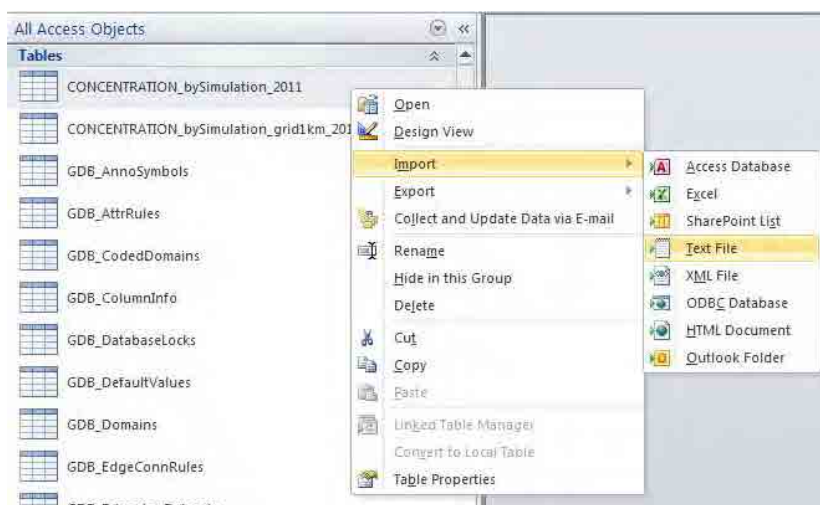 All Access Objects
Tables
CONCENTRATION_bySimulation_2011
CONCENTRATION_bySimulation_grid1km_201
GDB_AnnoSymbols
GDB_AttrRules
GDB_CodedDomains
GDB_ColumnInfo
GDB_DatabaseLocks
GDB_DefaultValues
GDB_Domains
GDB_EdgeConnRules
Open
Design View
Import
Export
Collect and Update Data via E-mail
Rename
Hide in this Group
Delete
Cut
Copy
Paste
Linked Table Manager
Convert to Local Table
Table Properties
Access Database
Excel
SharePoint List
Text File
XML File
ODBC Database
HTML Document
Outlook Folder